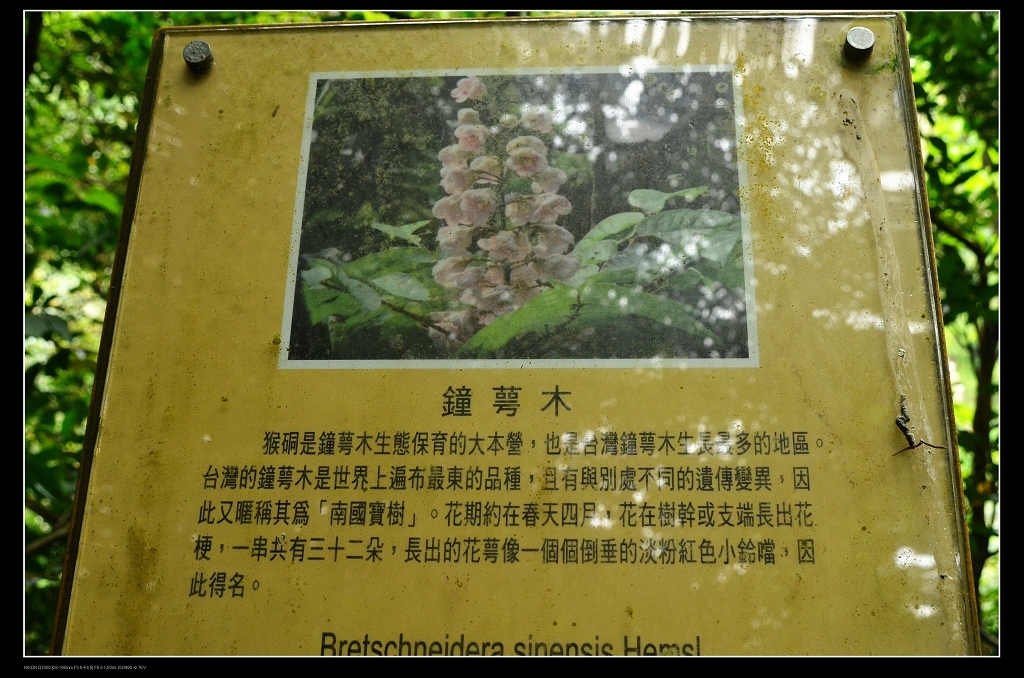 鐘萼木
猴硐是鐘萼木生態保育的大本營，也是台灣鐘萼木生長最多的地區。
台灣的鐘萼木是世界上遍布最東的品種，且有與別處不同的遺傳變異，因
此又暱稱其為「南國寶樹」。花期約在春天四月，花在樹幹或支端長出花
梗，一串共有三十二朵，長出的花萼像一個個倒垂的淡粉紅色小鈴噹，因
此得名。
Bretschneidera sinensis Hemsl